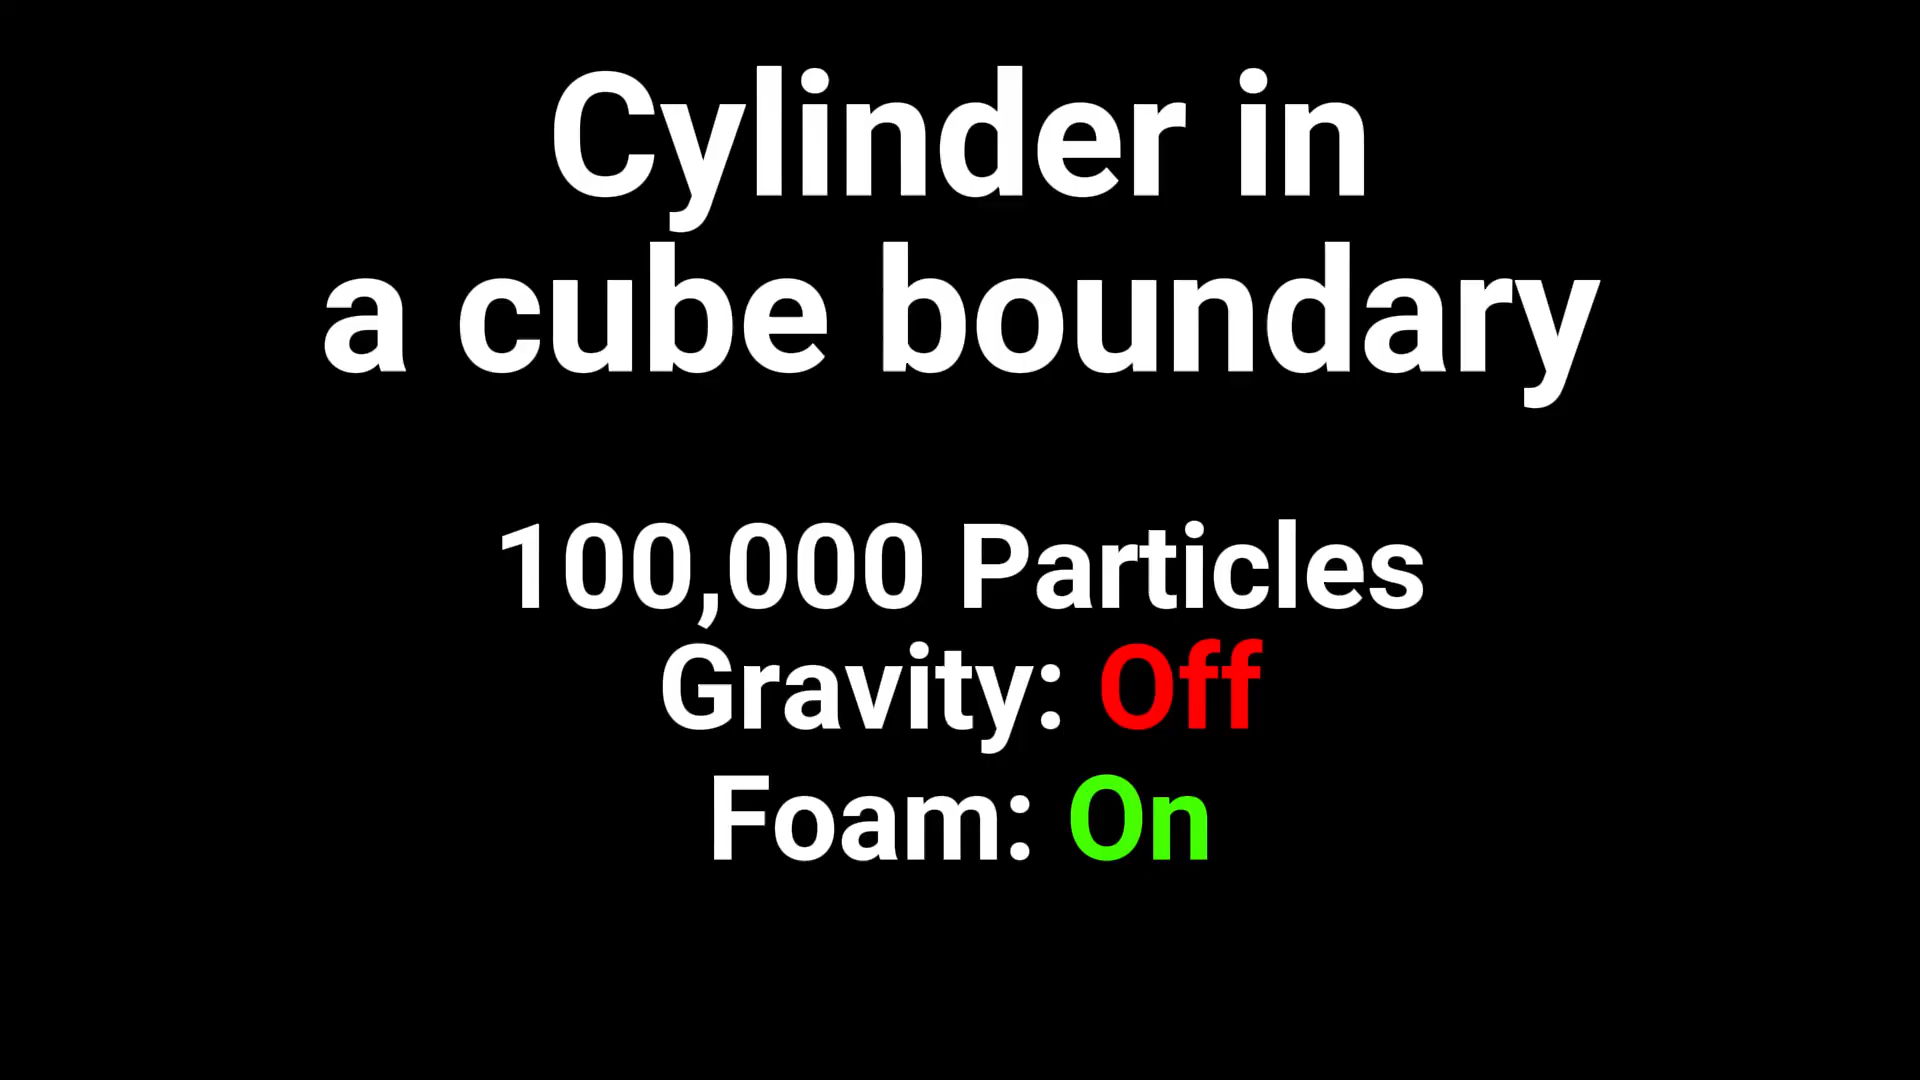 Cylinder in
a cube boundary
100,000 Particles
Gravity: Off
Foam: On